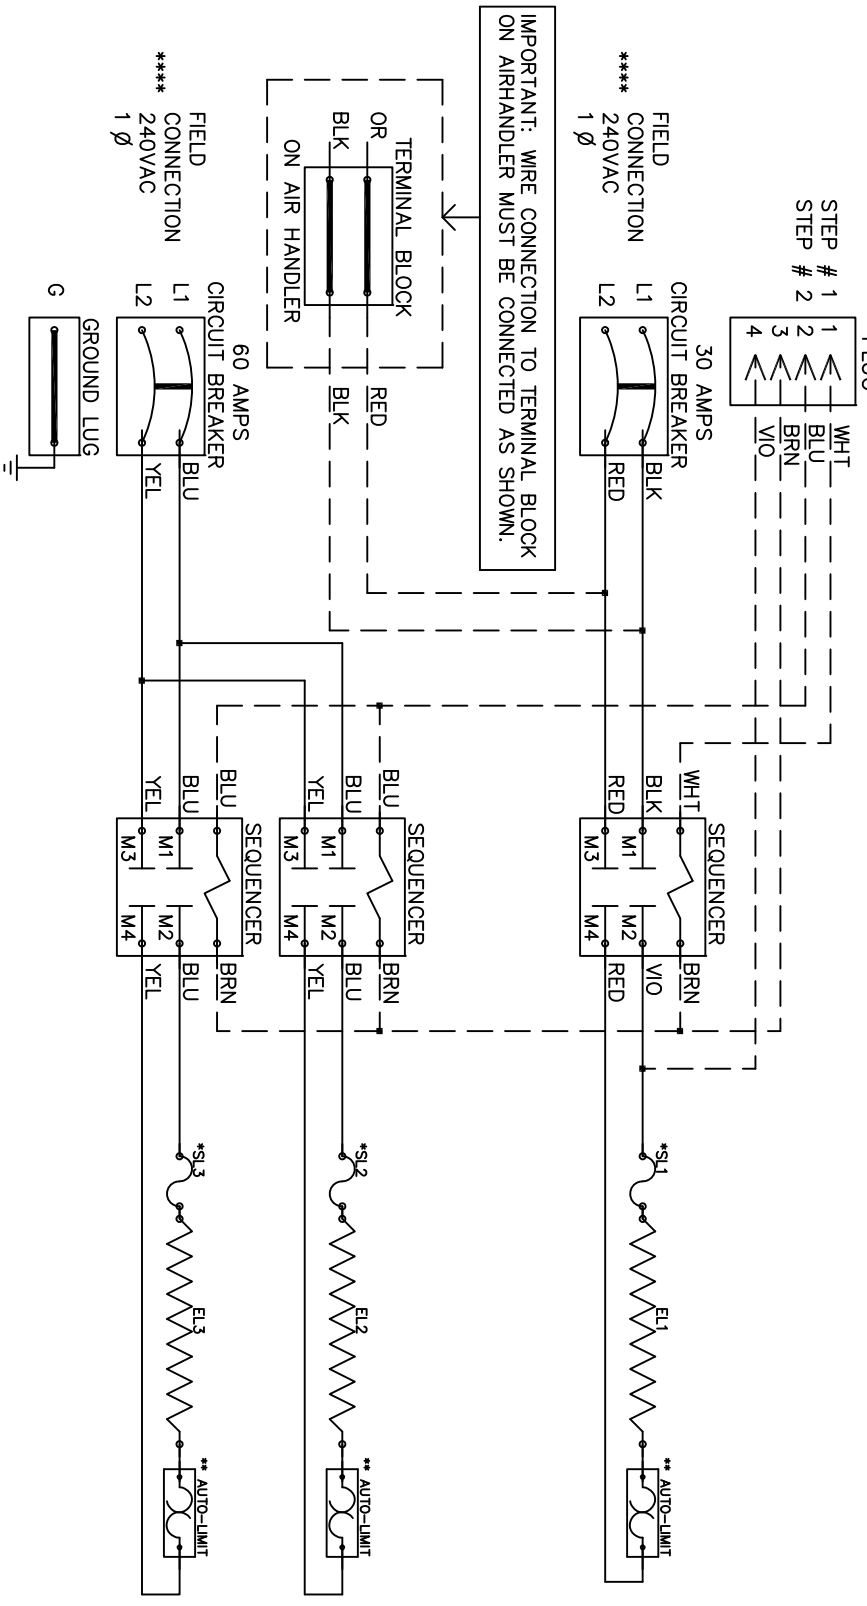 STEP # 1
STEP # 2
1
2
3
4
WHT
BLU
BRN
VIO
FIELD
CONNECTION
**** 240VAC
1 Ø
30 AMPS
CIRCUIT BREAKER
L1
L2
BLK
RED
WHT
BLK
RED
SEQUENCER
M1
M2
M3
M4
BRN
VIO
RED
*SL1
EL1
** AUTO-LIMIT
IMPORTANT: WIRE CONNECTION TO TERMINAL BLOCK
ON AIRHANDLER MUST BE CONNECTED AS SHOWN.
TERMINAL BLOCK
OR
BLK
ON AIR HANDLER
RED
BLK
BLU
BLU
YEL
SEQUENCER
M1
M2
M3
M4
BRN
BLU
YEL
*SL2
EL2
** AUTO-LIMIT
FIELD
CONNECTION
**** 240VAC
1 Ø
60 AMPS
CIRCUIT BREAKER
L1
L2
BLU
YEL
BLU
BLU
YEL
SEQUENCER
M1
M2
M3
M4
BRN
BLU
YEL
*SL3
EL3
** AUTO-LIMIT
GROUND LUG
G